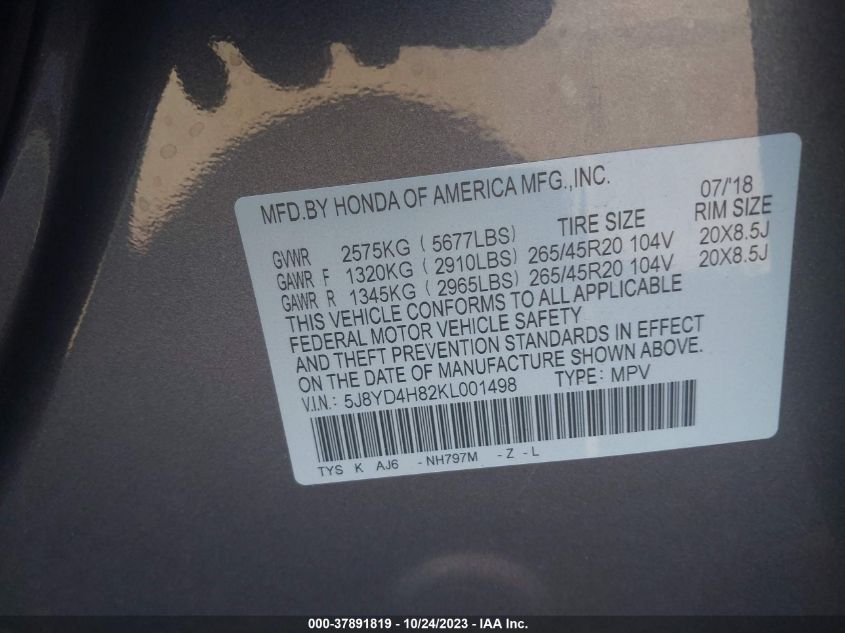 MFD.BY HONDA OF AMERICA MFG.,INC. 07/'18
TIRE SIZE RIM SIZE
GVWR 2575KG ( 5677LBS)
GAWR F 1320KG ( 2910LBS) 265/45R20 104V 20X8.5J
GAWR R 1345KG ( 2965LBS) 265/45R20 104V 20X8.5J
THIS VEHICLE CONFORMS TO ALL APPLICABLE
FEDERAL MOTOR VEHICLE SAFETY
AND THEFT PREVENTION STANDARDS IN EFFECT
ON THE DATE OF MANUFACTURE SHOWN ABOVE.
V.I.N.: 5J8YD4H82KL001498 TYPE: MPV
TYS K AJ6 - NH797M - Z - L
000-37891819 - 10/24/2023 - IAA Inc.